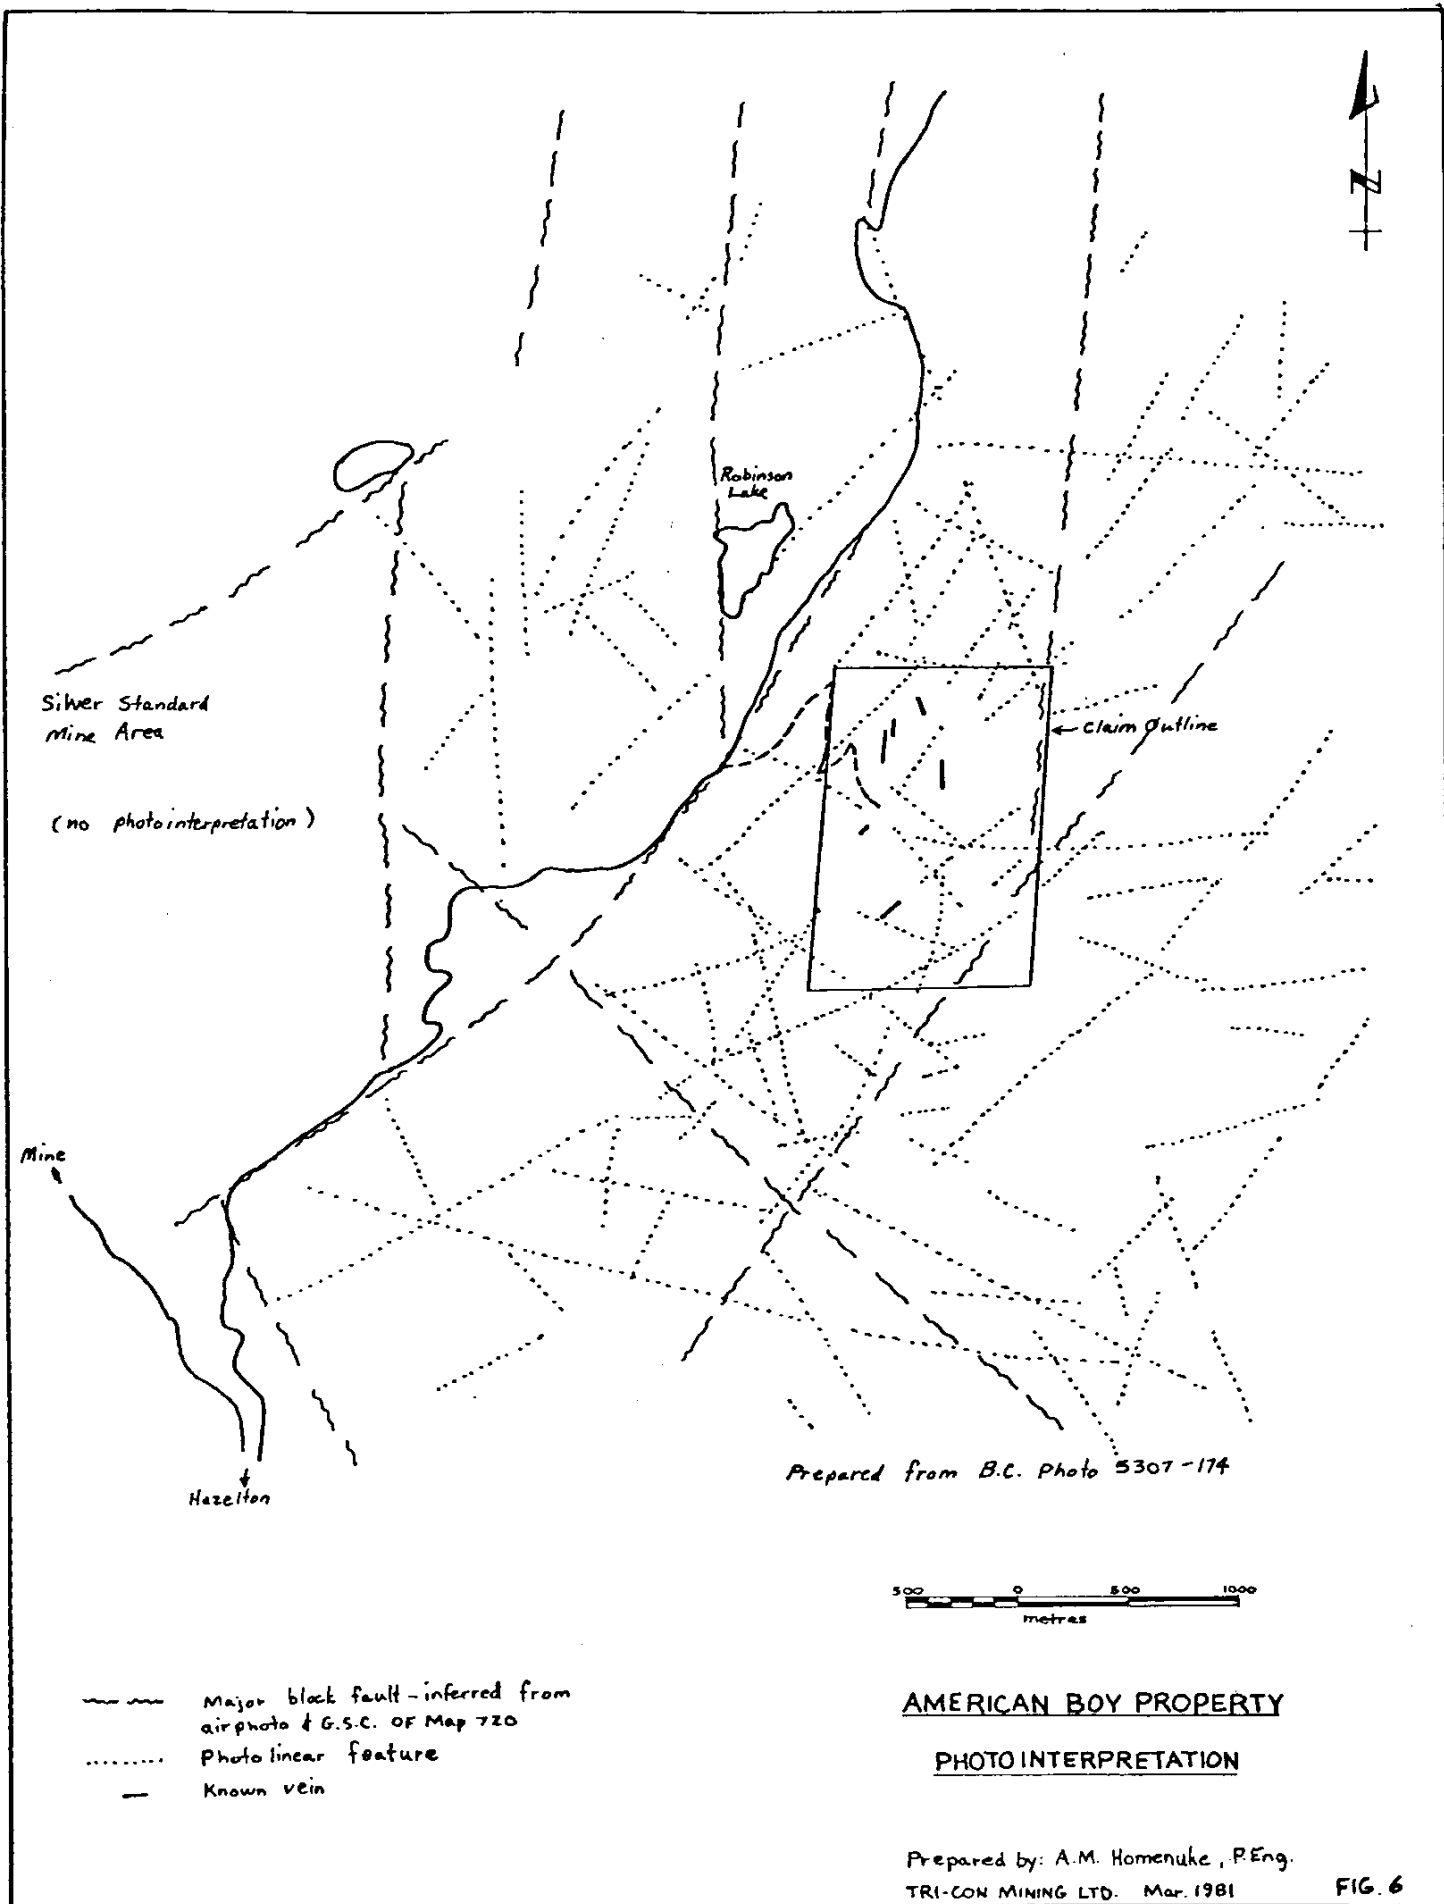 N
Robinson
Lake
Silver Standard
Mine Area
← Claim Outline
(no photointerpretation)
Mine
Prepared from B.C. Photo 5307-174
Hazelton
500 0 500 1000
metres
Major block fault - inferred from
airphoto & G.S.C. OF Map 720
Photo linear feature
Known vein
AMERICAN BOY PROPERTY
PHOTOINTERPRETATION
Prepared by: A.M. Homenuke, P.Eng.
TRI-CON MINING LTD. Mar. 1981
FIG. 6